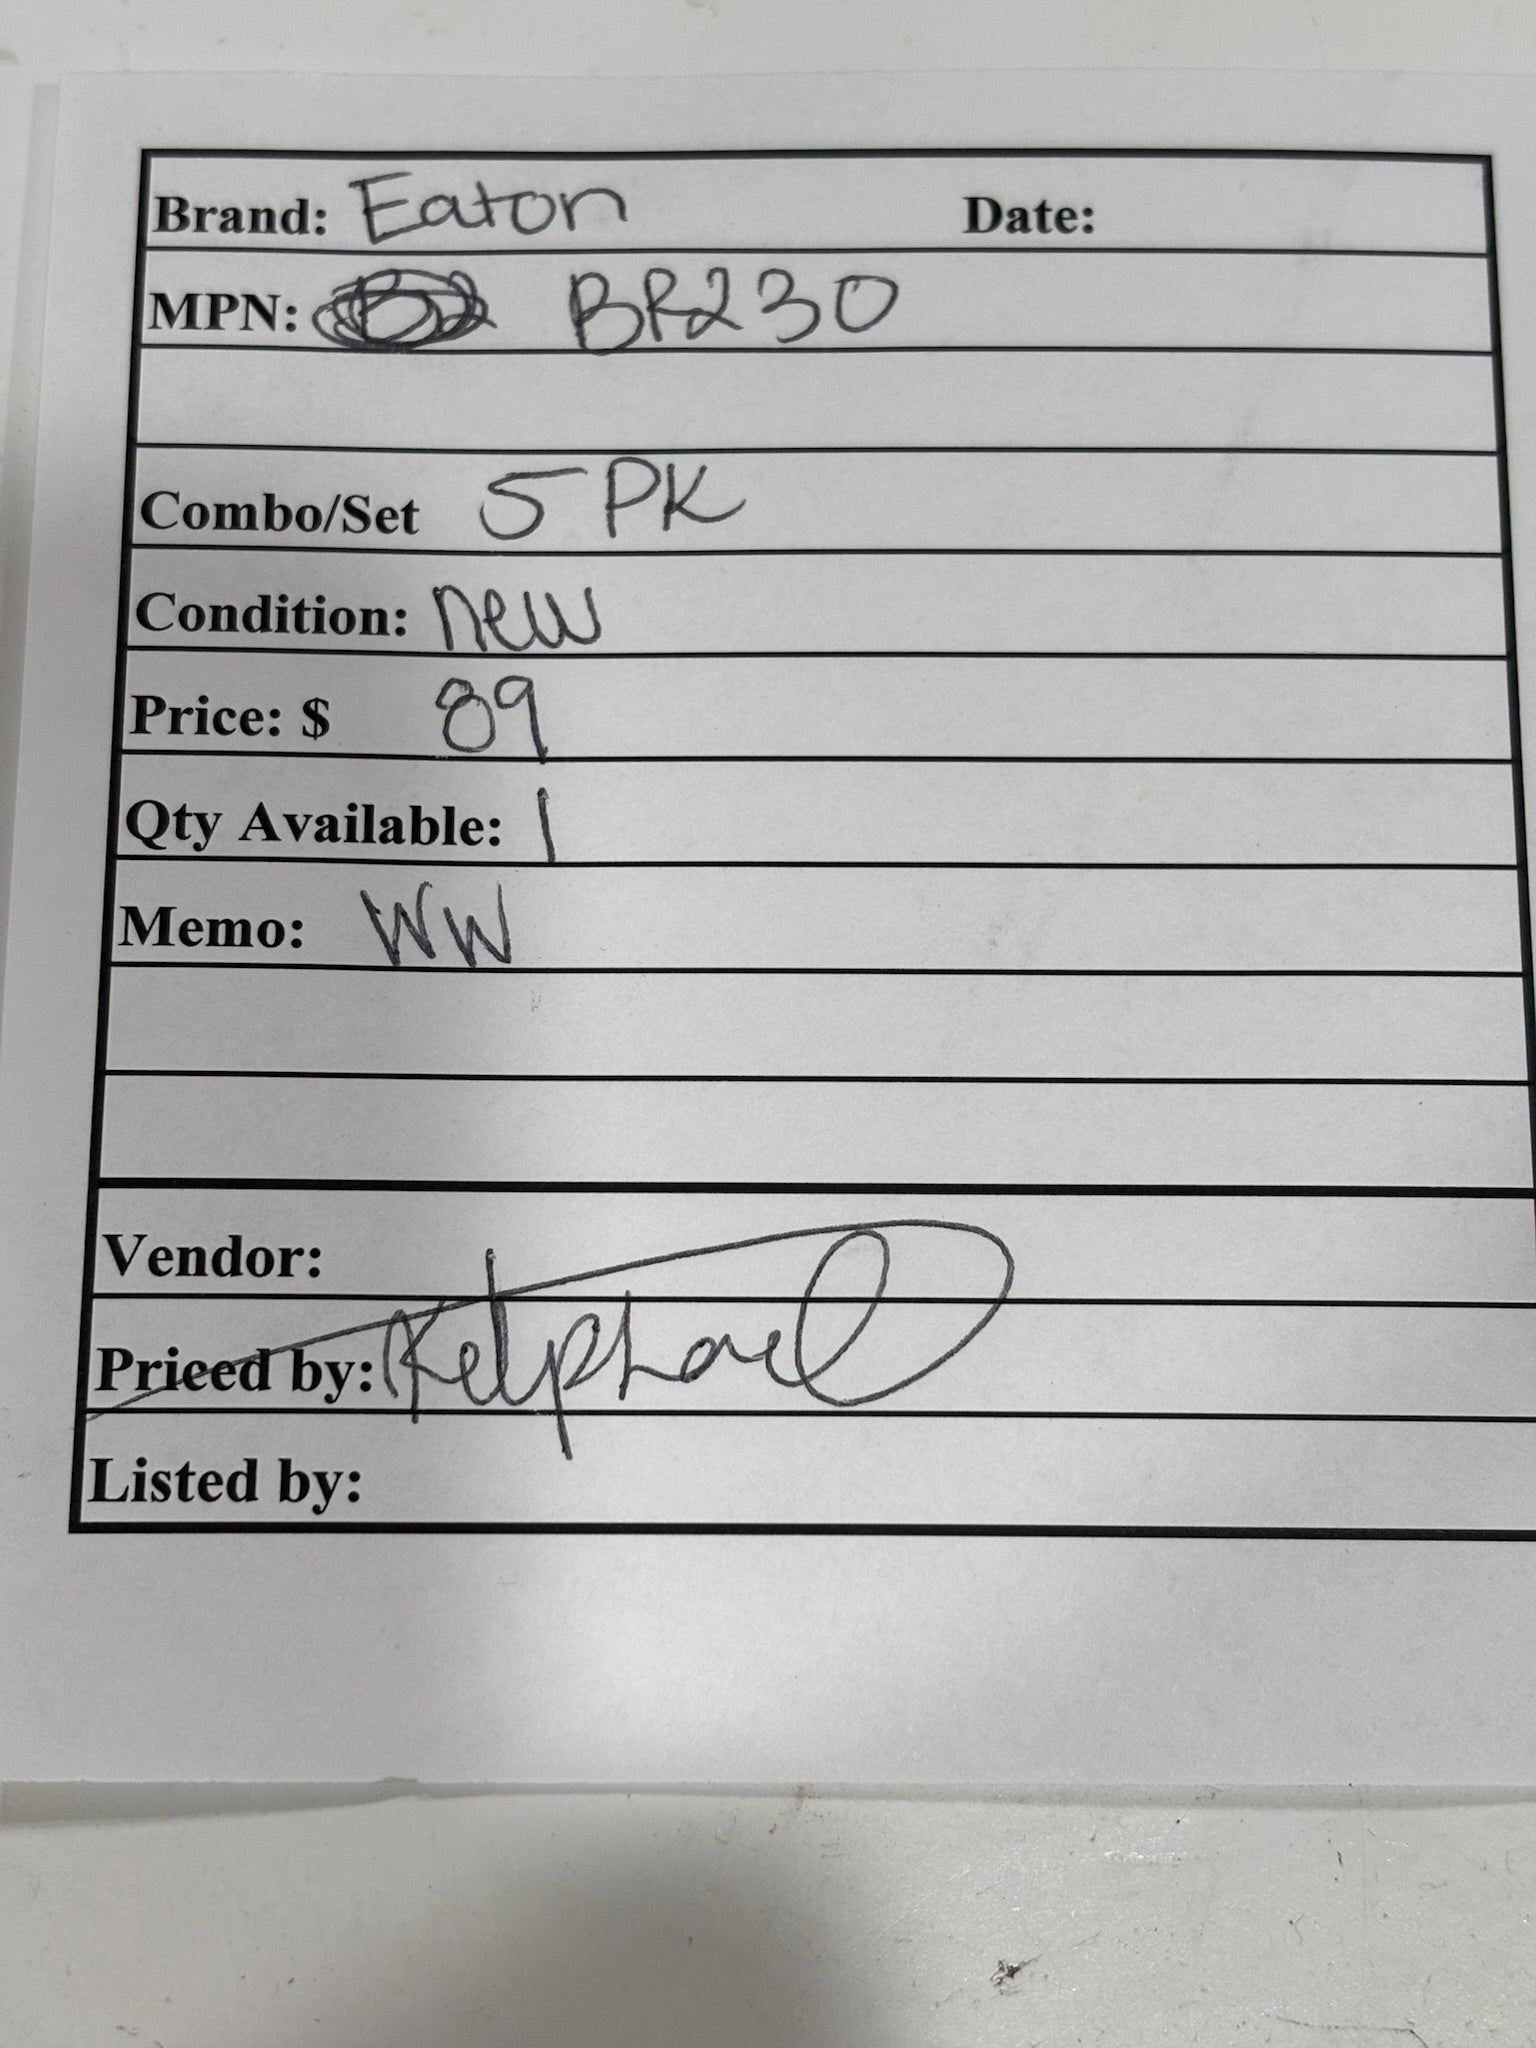 Brand: Eaton Date:
MPN: BR230
Combo/Set 5 PK
Condition: new
Price: $ 89
Qty Available: 1
Memo: WW
Vendor:
Priced by:
Listed by: